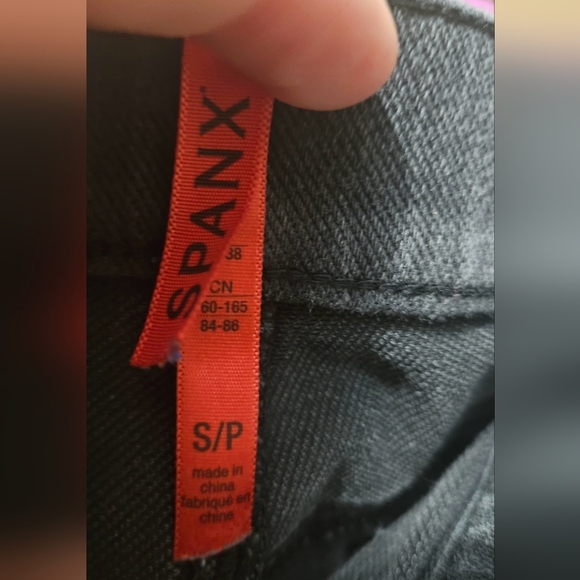 SPANX
38
CN
60-165
84-86
S/P
made in
china
fabriqué en
chine